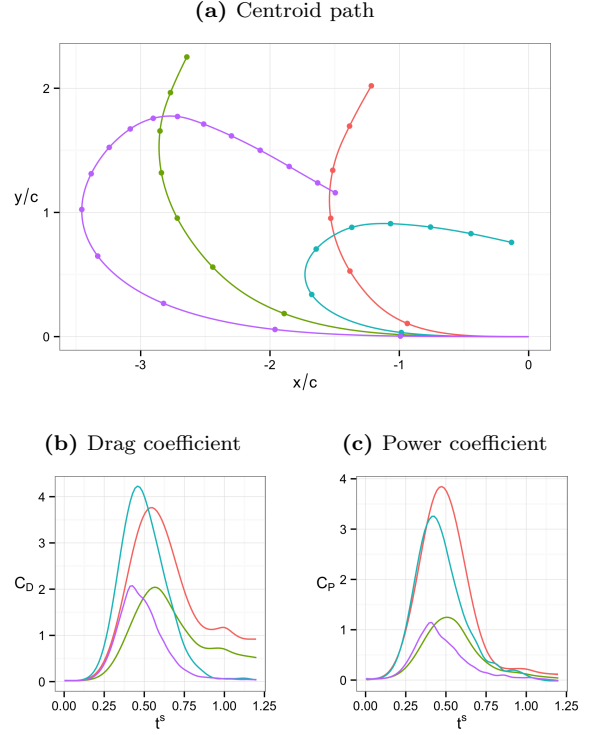 (a) Centroid path
2
1
0
y/c
-3 -2 -1 0
x/c
(b) Drag coefficient
4
3
2
1
0
C_D
0.00 0.25 0.50 0.75 1.00 1.25
t^s
(c) Power coefficient
4
3
2
1
0
C_P
0.00 0.25 0.50 0.75 1.00 1.25
t^s